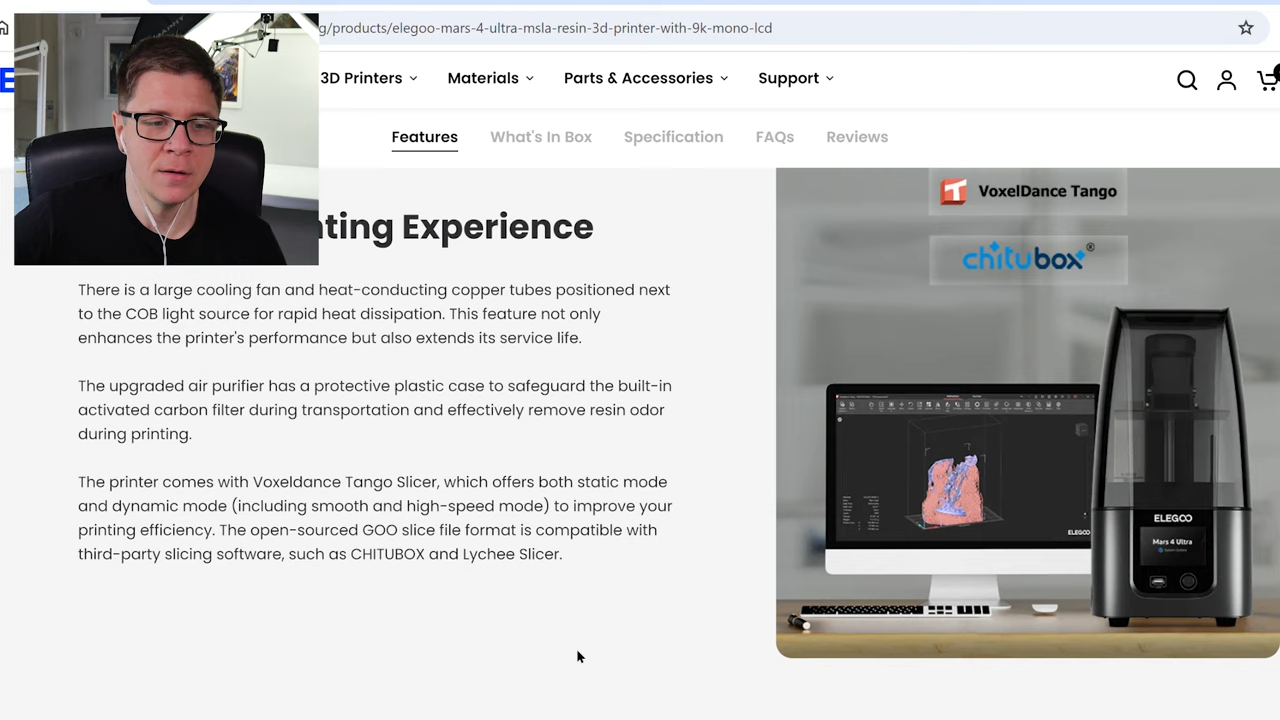 g/products/elegoo-mars-4-ultra-msla-resin-3d-printer-with-9k-mono-lcd
3D Printers Materials Parts & Accessories Support
Features What's In Box Specification FAQs Reviews
VoxelDance Tango
nting Experience
chitubox®
There is a large cooling fan and heat-conducting copper tubes positioned next
to the COB light source for rapid heat dissipation. This feature not only
enhances the printer's performance but also extends its service life.
The upgraded air purifier has a protective plastic case to safeguard the built-in
activated carbon filter during transportation and effectively remove resin odor
during printing.
The printer comes with Voxeldance Tango Slicer, which offers both static mode
and dynamic mode (including smooth and high-speed mode) to improve your
printing efficiency. The open-sourced GOO slice file format is compatible with
third-party slicing software, such as CHITUBOX and Lychee Slicer.
ELEGOO
ELEGOO
Mars 4 Ultra